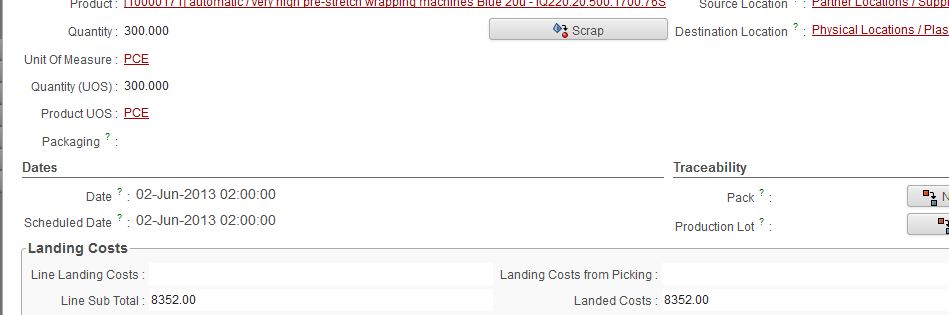 Product : [1000017] automatic / very high pre-stretch wrapping machines Blue 20u - IQ220.20.500.1700.76S
Source Location ? : Partner Locations / Suppl
Quantity : 300.000
Scrap
Destination Location ? : Physical Locations / Plas
Unit Of Measure : PCE
Quantity (UOS) : 300.000
Product UOS : PCE
Packaging ? :
Dates
Traceability
Date ? : 02-Jun-2013 02:00:00
Pack ? :
N
Scheduled Date ? : 02-Jun-2013 02:00:00
Production Lot ? :
Landing Costs
Line Landing Costs :
Landing Costs from Picking :
Line Sub Total : 8352.00
Landed Costs : 8352.00